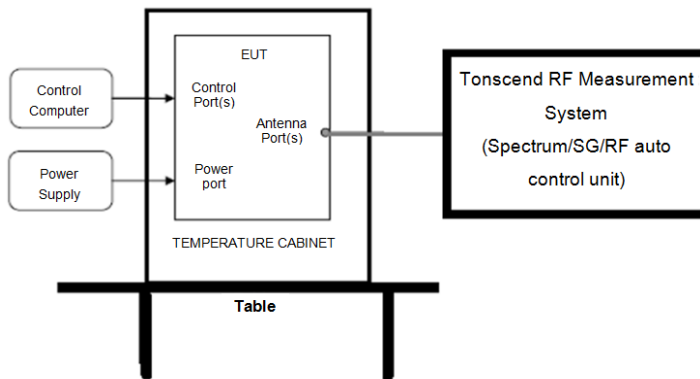 EUT
Control
Computer
Control
Port(s)
Antenna
Port(s)
Power
Supply
Power
port
TEMPERATURE CABINET
Table
Tonscend RF Measurement
System
(Spectrum/SG/RF auto
control unit)